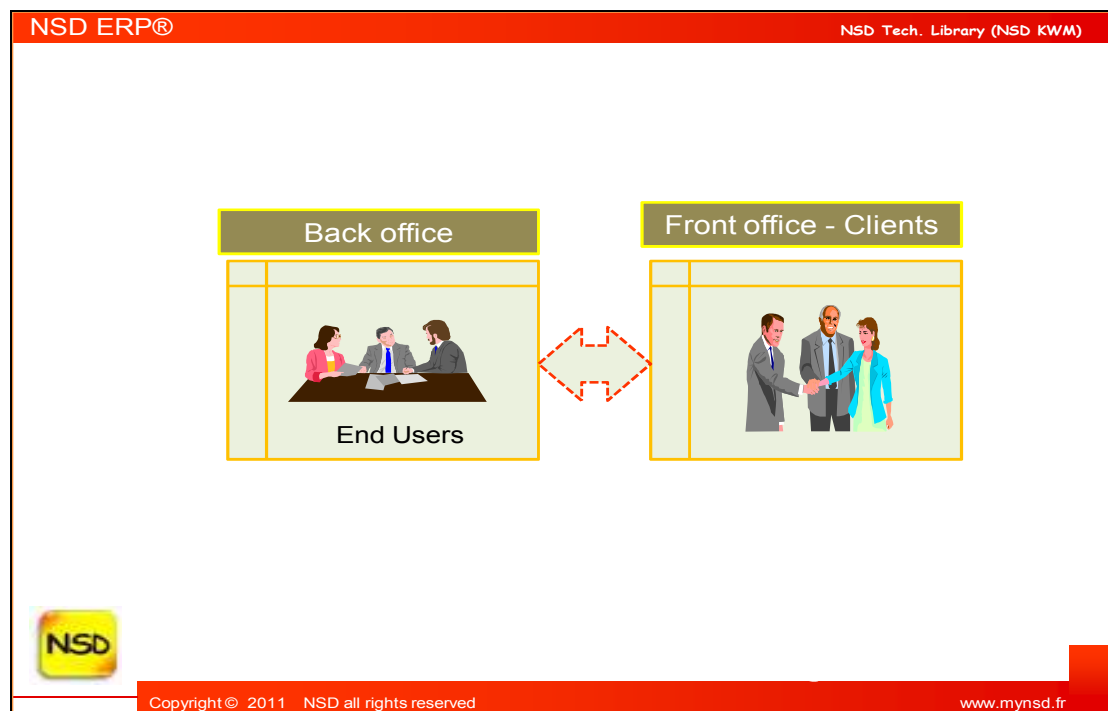 NSD ERP®
NSD Tech. Library (NSD KWM)
Back office
Front office - Clients
End Users
NSD
Copyright © 2011 NSD all rights reserved
www.mynsd.fr